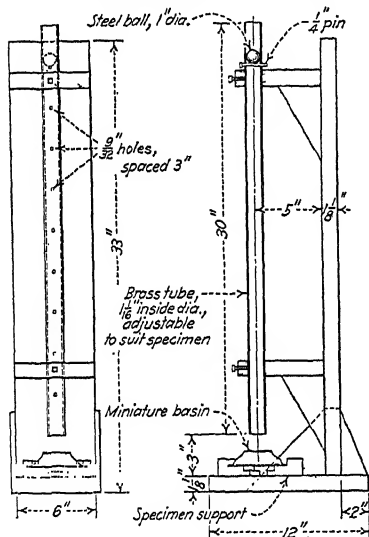 Steel ball, 1" dia.
1/4" pin
9/32" holes,
spaced 3"
33"
30"
5"
1 1/8"
Brass tube,
1 1/16" inside dia.,
adjustable
to suit specimen
Miniature basin
3"
1 1/8"
Specimen support
6"
2"
12"